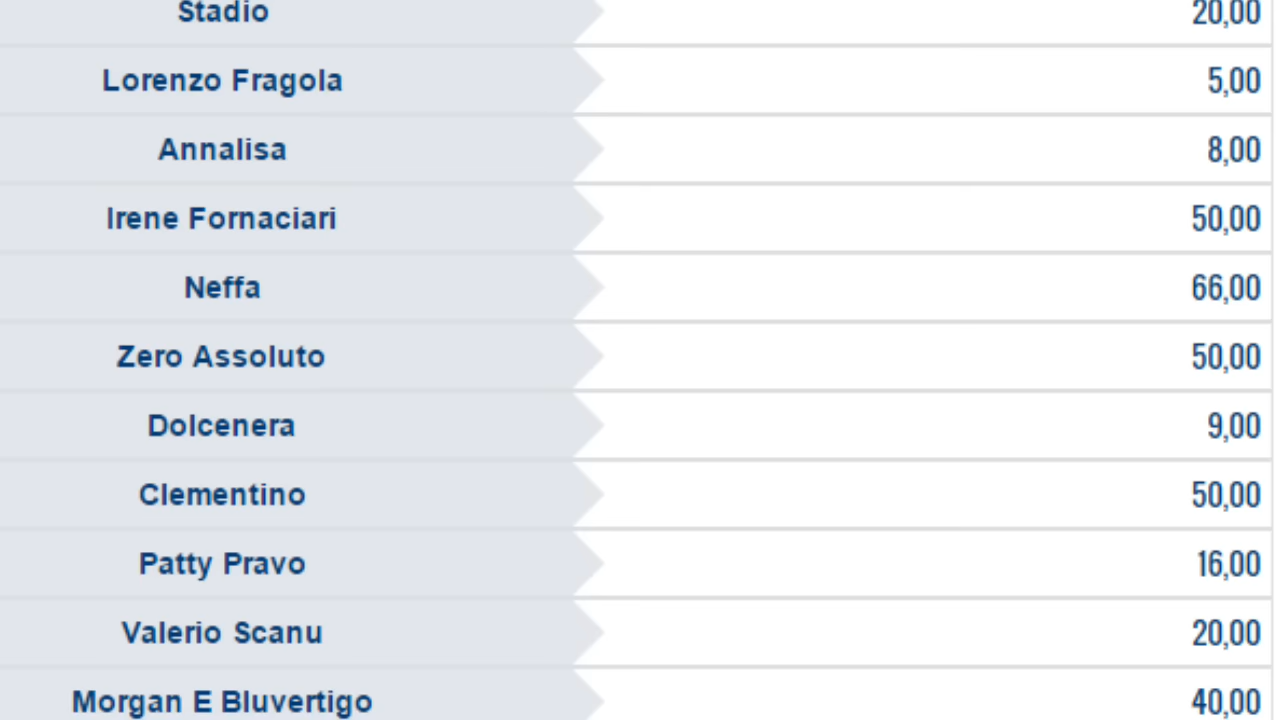 Stadio 20,00
Lorenzo Fragola 5,00
Annalisa 8,00
Irene Fornaciari 50,00
Neffa 66,00
Zero Assoluto 50,00
Dolcenera 9,00
Clementino 50,00
Patty Pravo 16,00
Valerio Scanu 20,00
Morgan E Bluvertigo 40,00